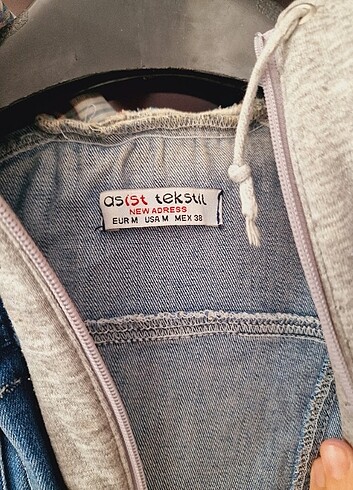 asist tekstil
NEW ADRESS
EUR M USA M MEX 38